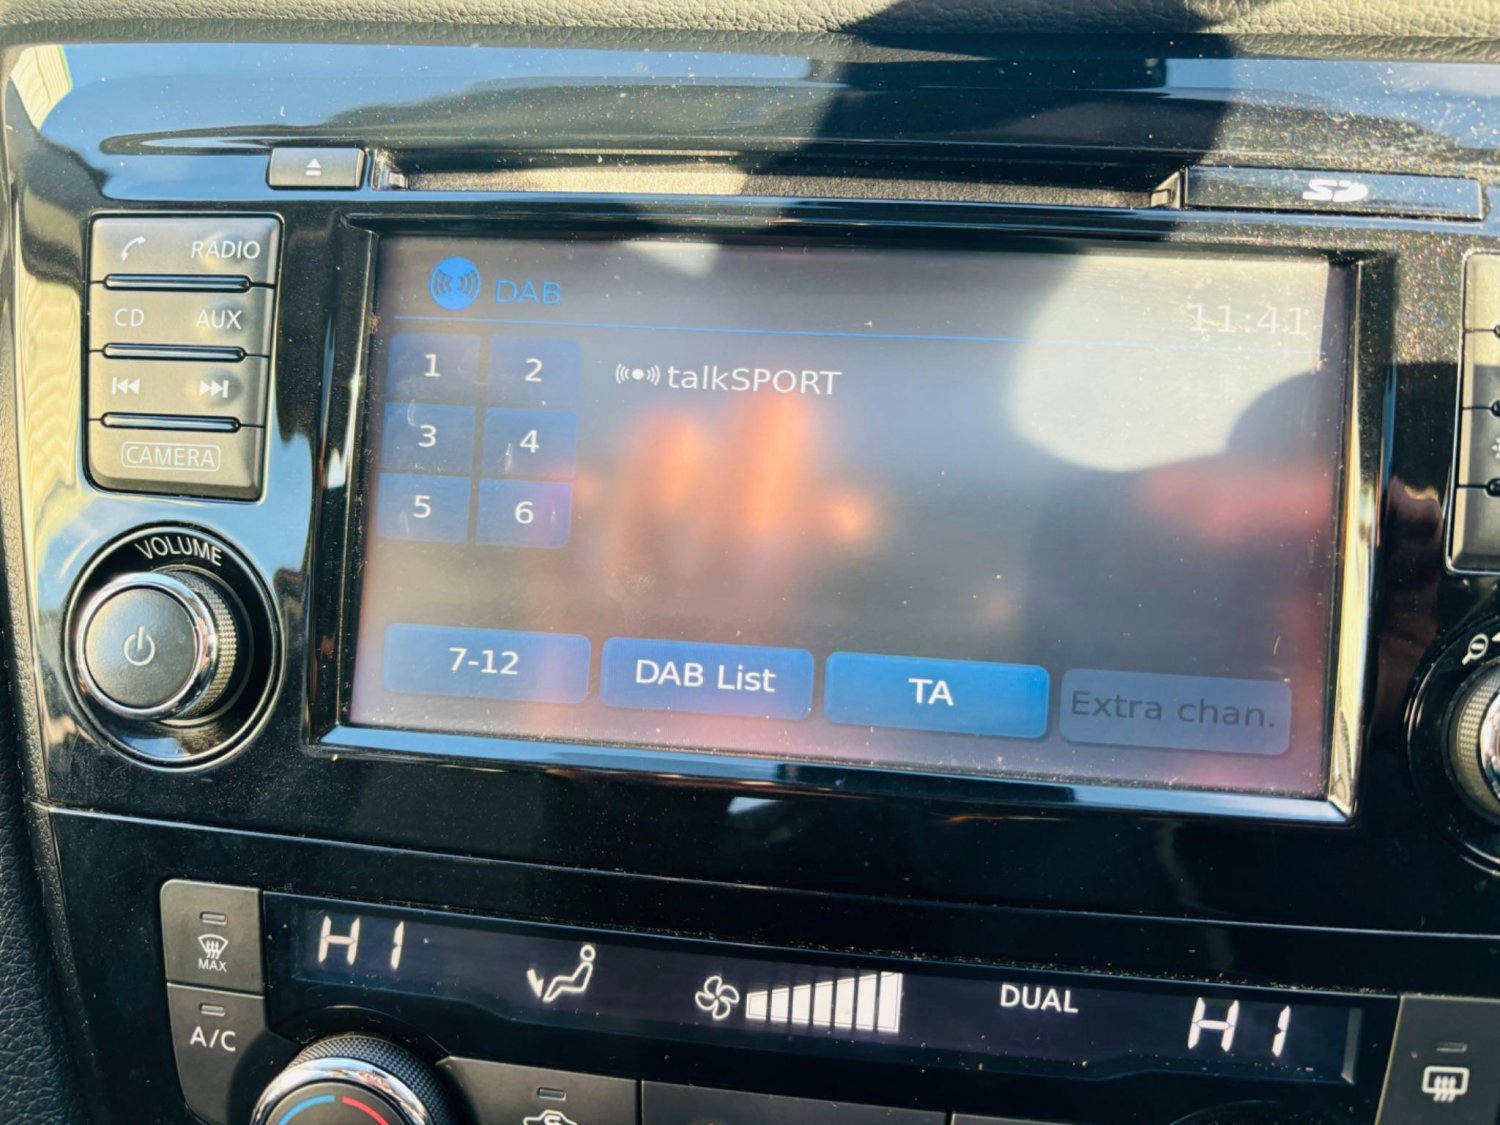 SD
RADIO
CD AUX
CAMERA
VOLUME
DAB
11:41
1 2
talkSPORT
3 4
5 6
7-12 DAB List TA Extra chan.
MAX
A/C
HI
DUAL
HI